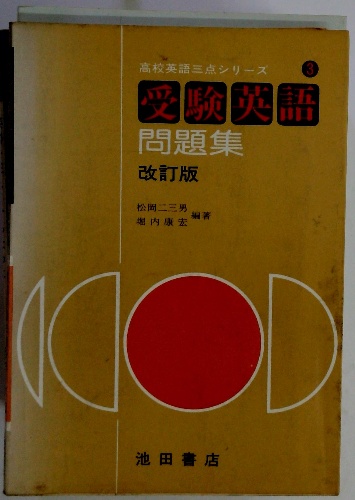 高校英語三点シリーズ 3
受験英語
問題集
改訂版
松岡二三男
堀内康宏 編著
池田書店